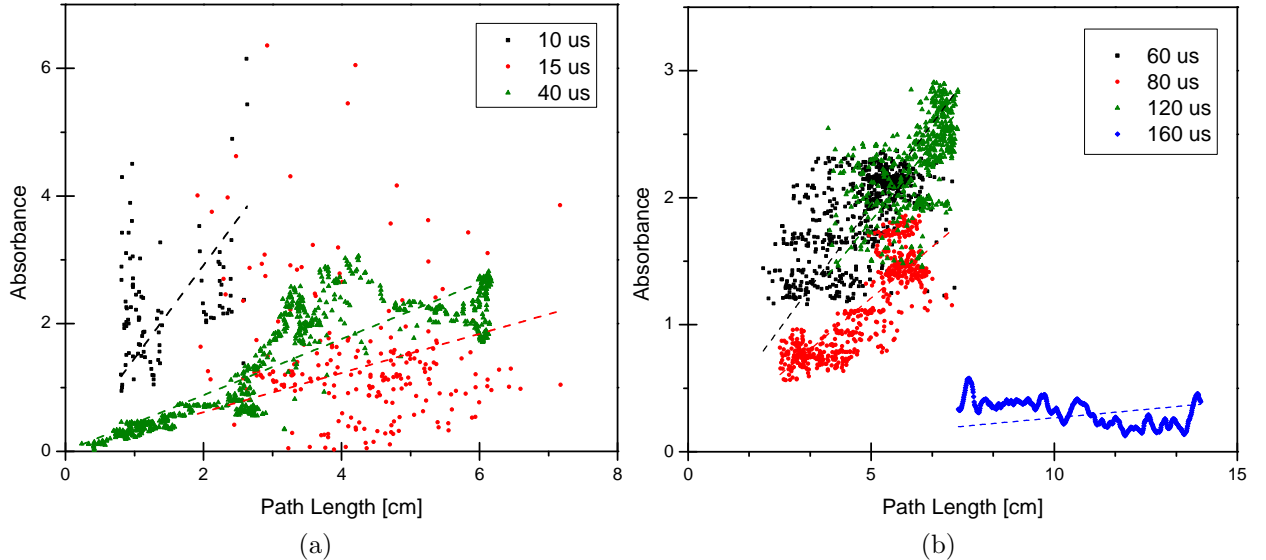 10 us
15 us
40 us
6
4
2
0
0
2
4
6
8
Absorbance
Path Length [cm]
(a)
60 us
80 us
120 us
160 us
3
2
1
0
0
5
10
15
Absorbance
Path Length [cm]
(b)